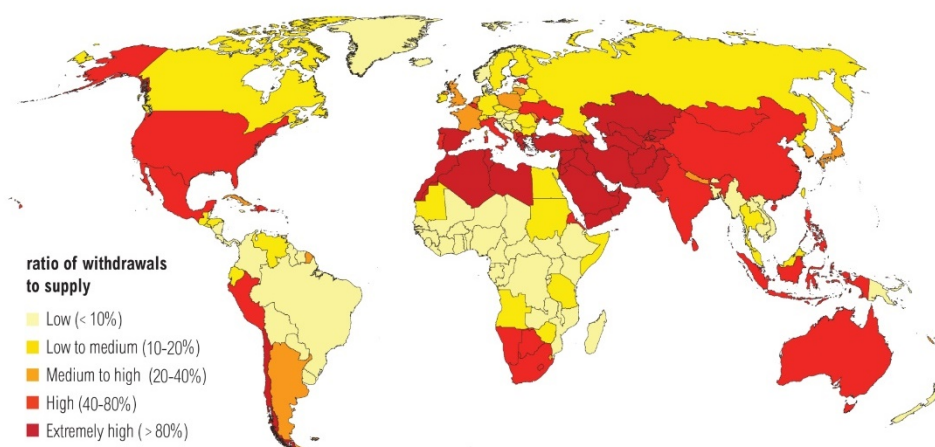 ratio of withdrawals
to supply
Low (< 10%)
Low to medium (10-20%)
Medium to high (20-40%)
High (40-80%)
Extremely high (> 80%)